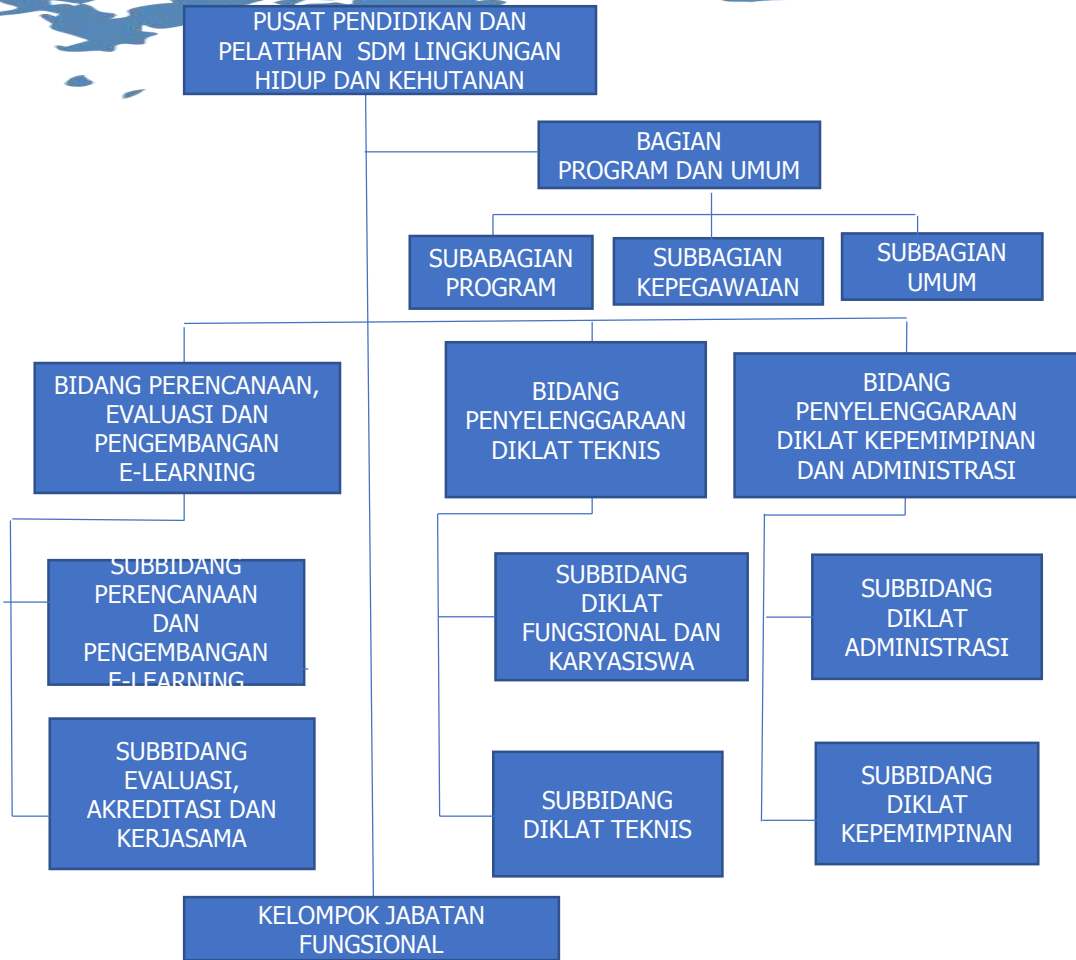 PUSAT PENDIDIKAN DAN
PELATIHAN SDM LINGKUNGAN
HIDUP DAN KEHUTANAN
BAGIAN
PROGRAM DAN UMUM
SUBABAGIAN
PROGRAM
SUBBAGIAN
KEPEGAWAIAN
SUBBAGIAN
UMUM
BIDANG PERENCANAAN,
EVALUASI DAN
PENGEMBANGAN
E-LEARNING
BIDANG
PENYELENGGARAAN
DIKLAT TEKNIS
BIDANG
PENYELENGGARAAN
DIKLAT KEPEMIMPINAN
DAN ADMINISTRASI
SUBBIDANG
PERENCANAAN
DAN
PENGEMBANGAN
E-LEARNING
SUBBIDANG
DIKLAT
FUNGSIONAL DAN
KARYASISWA
SUBBIDANG
DIKLAT
ADMINISTRASI
SUBBIDANG
EVALUASI,
AKREDITASI DAN
KERJASAMA
SUBBIDANG
DIKLAT TEKNIS
SUBBIDANG
DIKLAT
KEPEMIMPINAN
KELOMPOK JABATAN
FUNGSIONAL